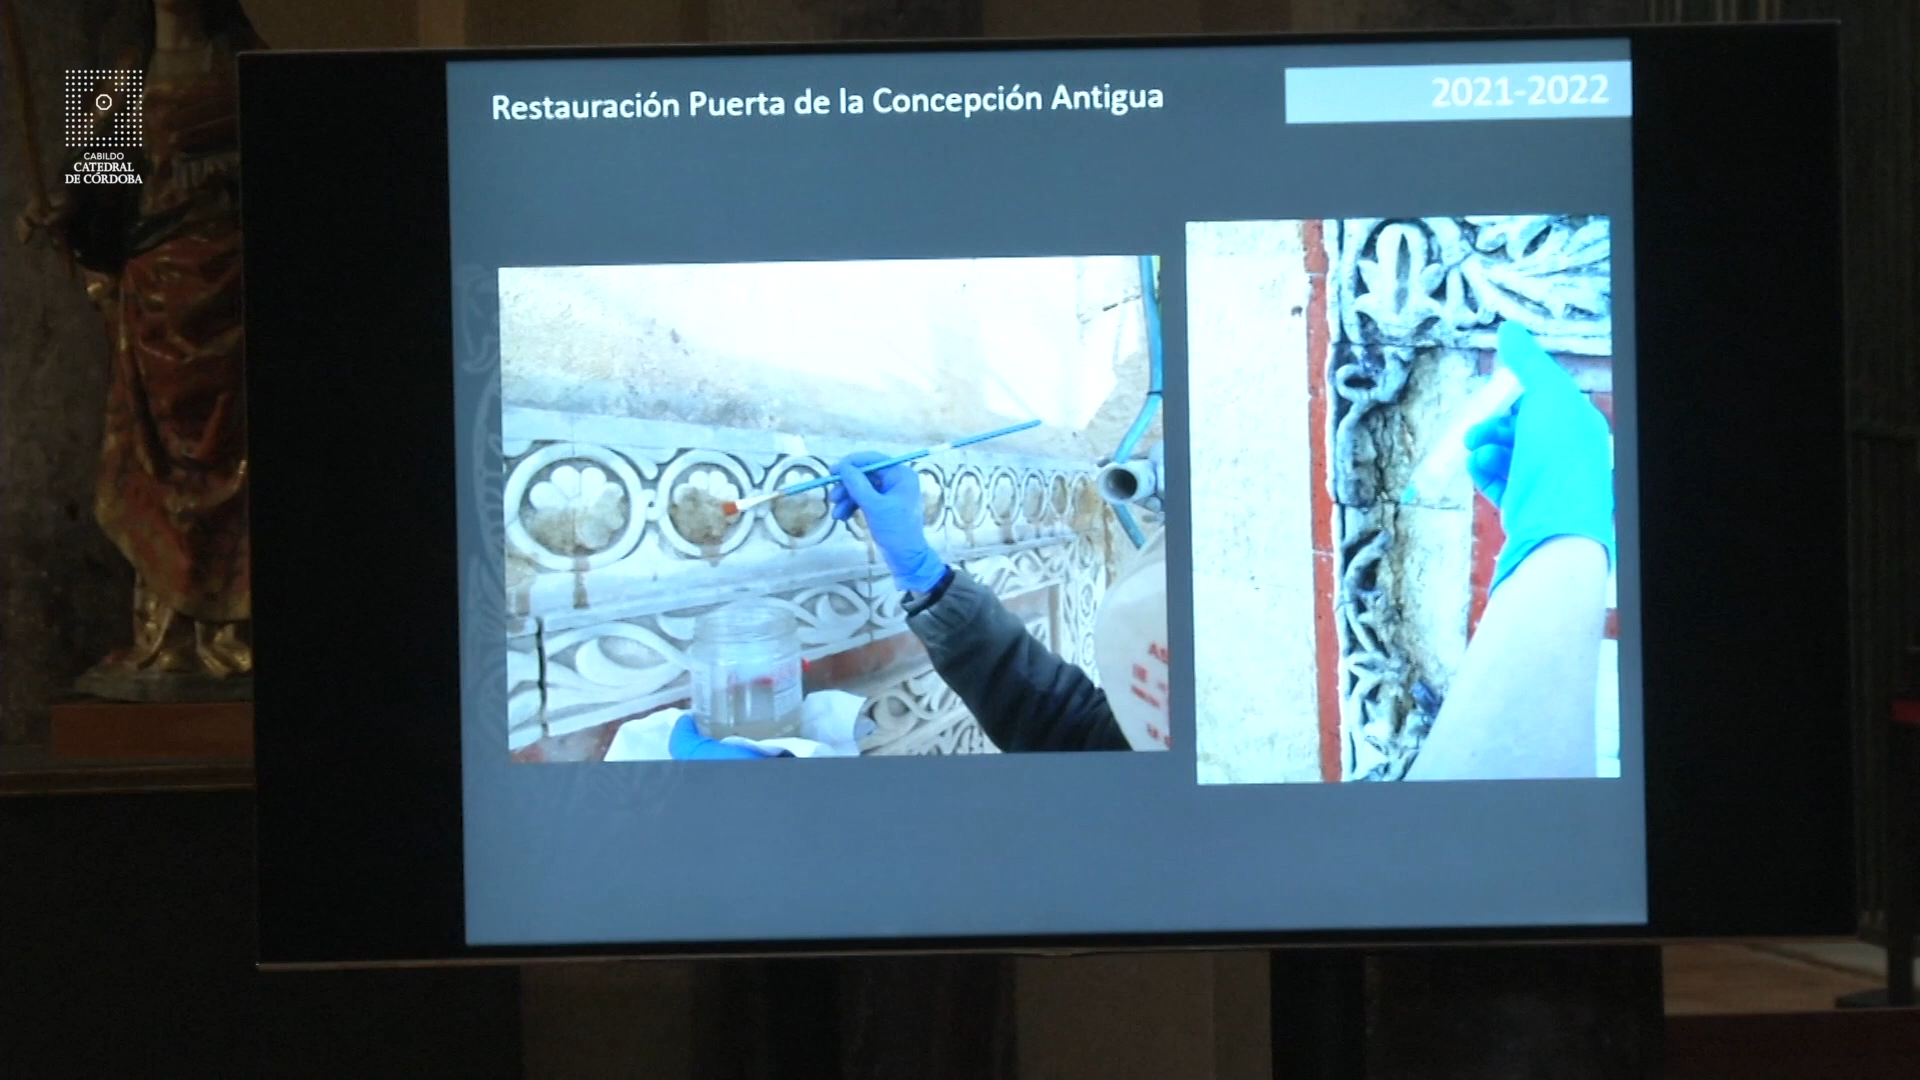 CABILDO
CATEDRAL
DE CÓRDOBA
Restauración Puerta de la Concepción Antigua
2021-2022